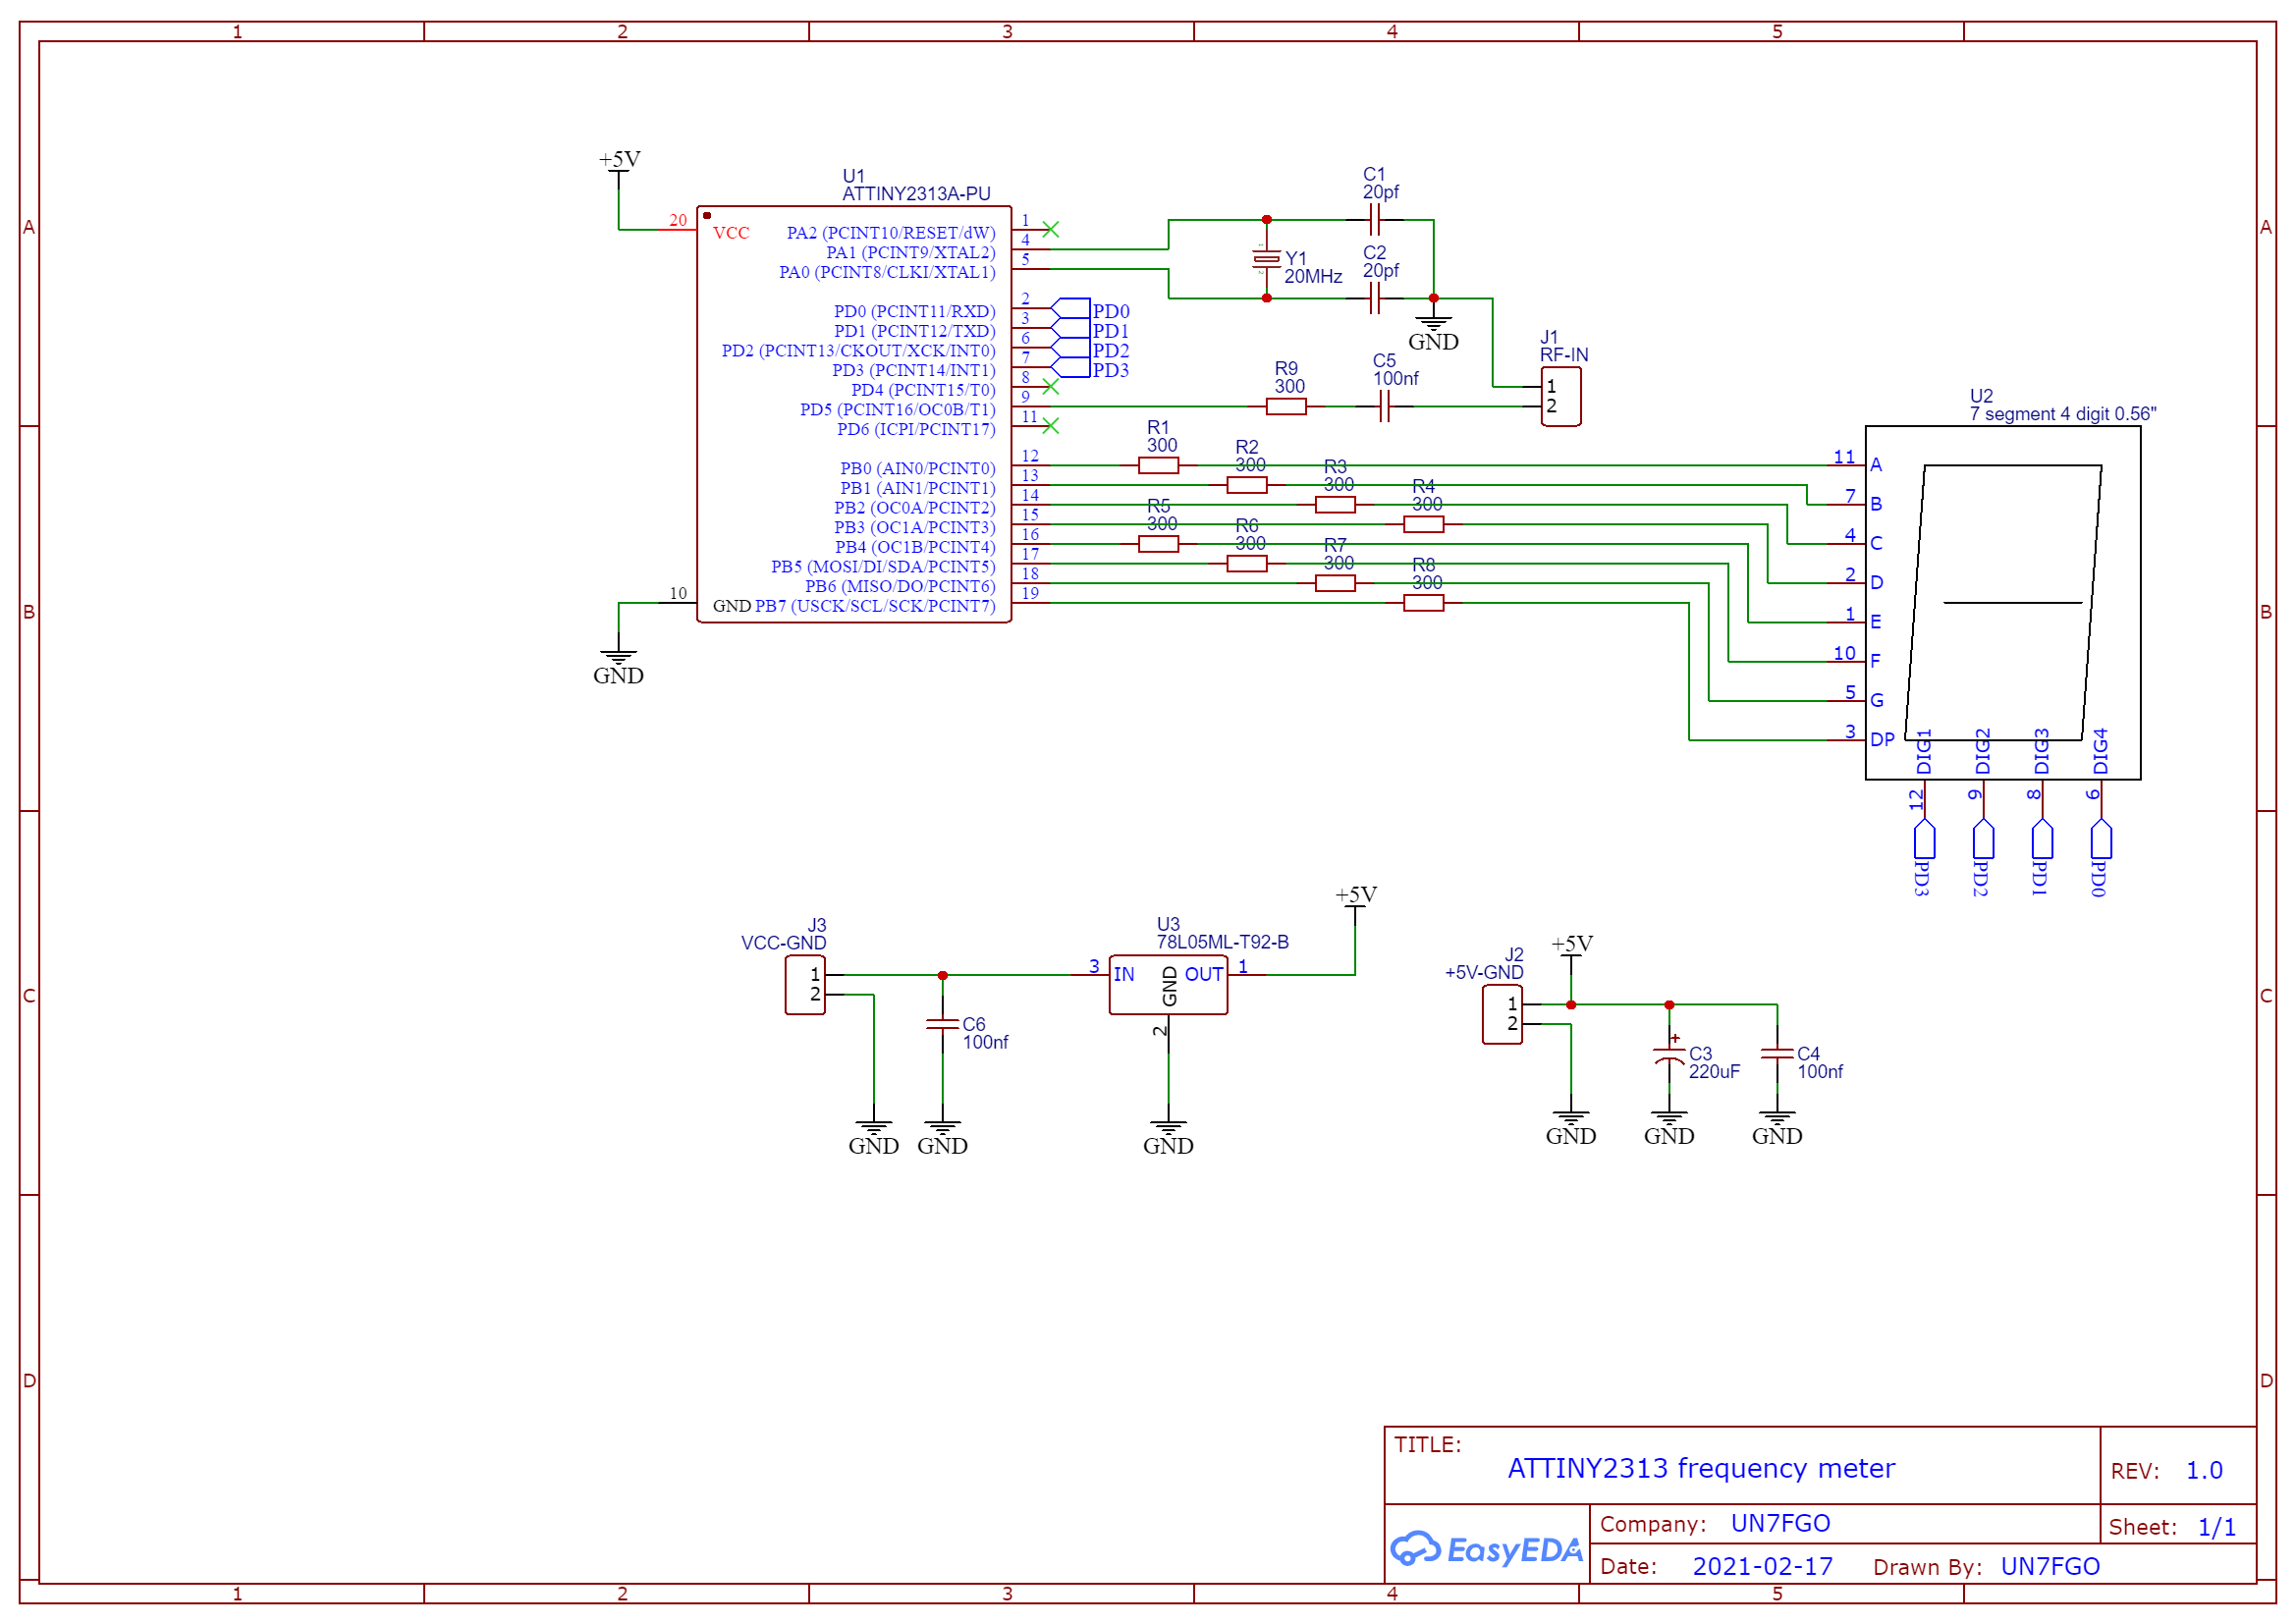 1 2 3 4 5
A A
B B
C C
D D
+5V
U1
ATTINY2313A-PU
20
VCC
10
GND
GND
PA2 (PCINT10/RESET/dW) 1
PA1 (PCINT9/XTAL2) 4
PA0 (PCINT8/CLKI/XTAL1) 5
PD0 (PCINT11/RXD) 2 PD0
PD1 (PCINT12/TXD) 3 PD1
PD2 (PCINT13/CKOUT/XCK/INT0) 6 PD2
PD3 (PCINT14/INT1) 7 PD3
PD4 (PCINT15/T0) 8
PD5 (PCINT16/OC0B/T1) 9
PD6 (ICPI/PCINT17) 11
PB0 (AIN0/PCINT0) 12
PB1 (AIN1/PCINT1) 13
PB2 (OC0A/PCINT2) 14
PB3 (OC1A/PCINT3) 15
PB4 (OC1B/PCINT4) 16
PB5 (MOSI/DI/SDA/PCINT5) 17
PB6 (MISO/DO/PCINT6) 18
PB7 (USCK/SCL/SCK/PCINT7) 19
C1
20pf
1
2
Y1
20MHz
C2
20pf
GND
J1
RF-IN
1
2
R9
300
C5
100nf
R1
300
R2
300
R3
300
R4
300
R5
300
R6
300
R7
300
R8
300
U2
7 segment 4 digit 0.56"
11 A
7 B
4 C
2 D
1 E
10 F
5 G
3 DP
DIG1 DIG2 DIG3 DIG4
12 9 8 6
PD3 PD2 PD1 PD0
J3
VCC-GND
1
2
C6
100nf
GND GND
U3
78L05ML-T92-B
3 IN GND OUT 1
2
GND
+5V
J2
+5V-GND
1
2
+5V
+
C3
220uF
C4
100nf
GND GND GND
TITLE:
ATTINY2313 frequency meter
REV: 1.0
EasyEDA
Company: UN7FGO
Sheet: 1/1
Date: 2021-02-17 Drawn By: UN7FGO
1 2 3 4 5